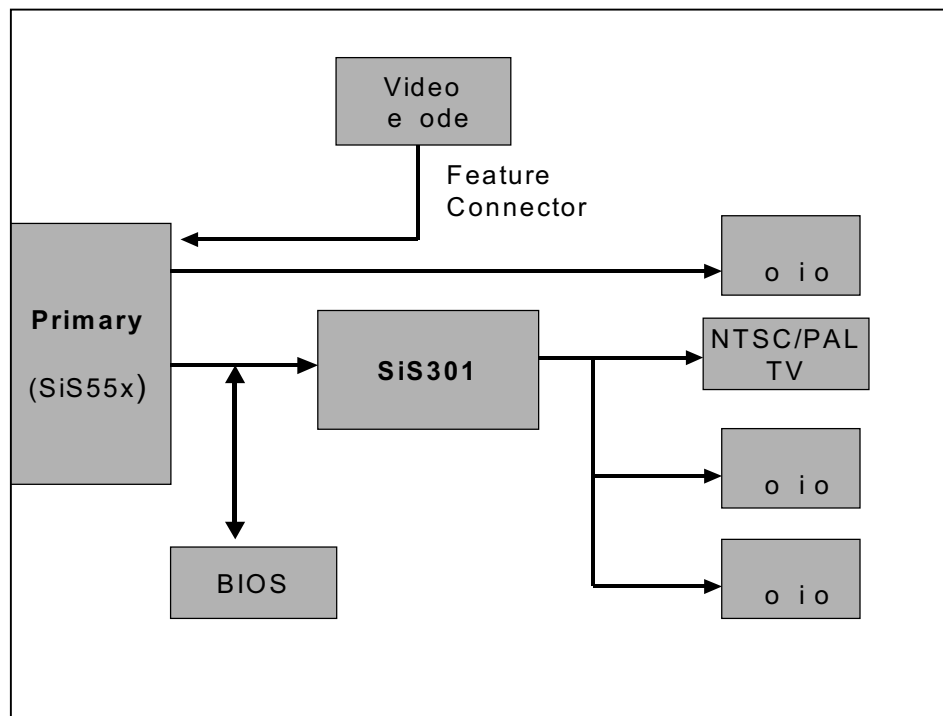 Video
e ode
Feature
Connector
o io
Primary
(SiS55x)
SiS301
NTSC/PAL
TV
o io
BIOS
o io